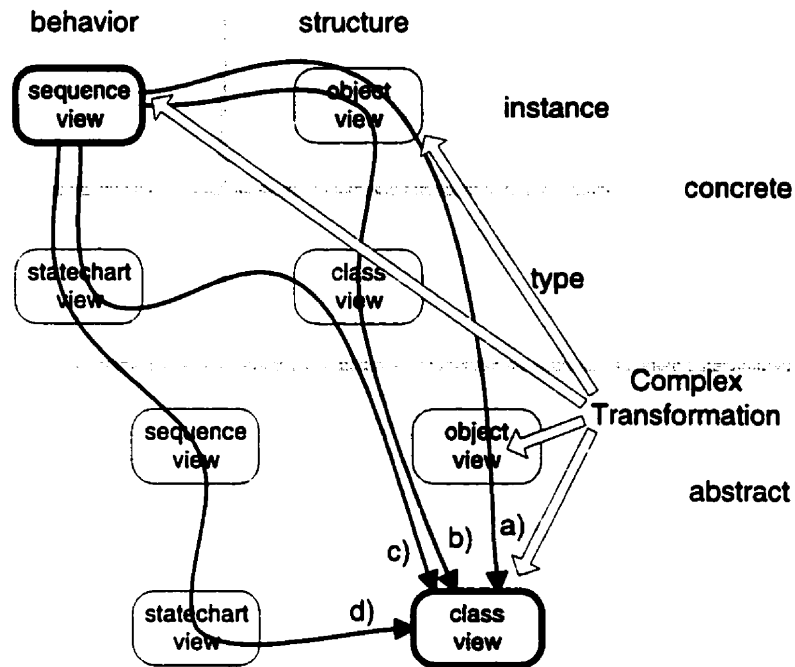 behavior
structure
sequence
view
object
view
instance
concrete
statechart
view
class
view
type
Complex
Transformation
sequence
view
object
view
abstract
a)
b)
c)
d)
statechart
view
class
view